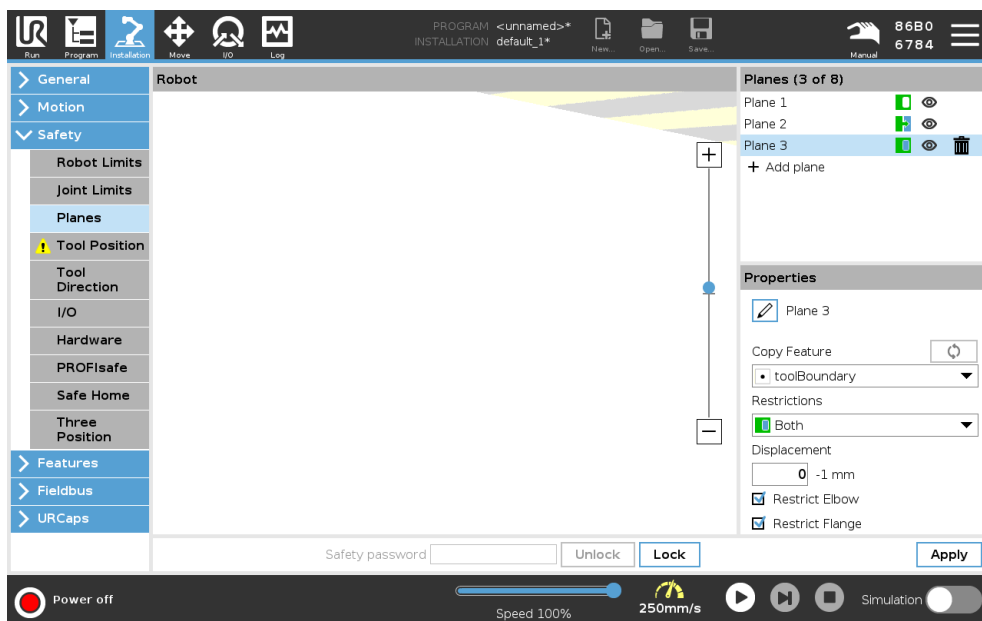 PROGRAM <unnamed>*
INSTALLATION default_1*
Run
Program
Installation
Move
I/O
Log
New...
Open...
Save...
Manual
86B0
6784
General
Motion
Safety
Robot Limits
Joint Limits
Planes
Tool Position
Tool
Direction
I/O
Hardware
PROFIsafe
Safe Home
Three
Position
Features
Fieldbus
URCaps
Robot
Planes (3 of 8)
Plane 1
Plane 2
Plane 3
+ Add plane
Properties
Plane 3
Copy Feature
toolBoundary
Restrictions
Both
Displacement
0 -1 mm
Restrict Elbow
Restrict Flange
Safety password
Unlock
Lock
Apply
Power off
Speed 100%
250mm/s
Simulation